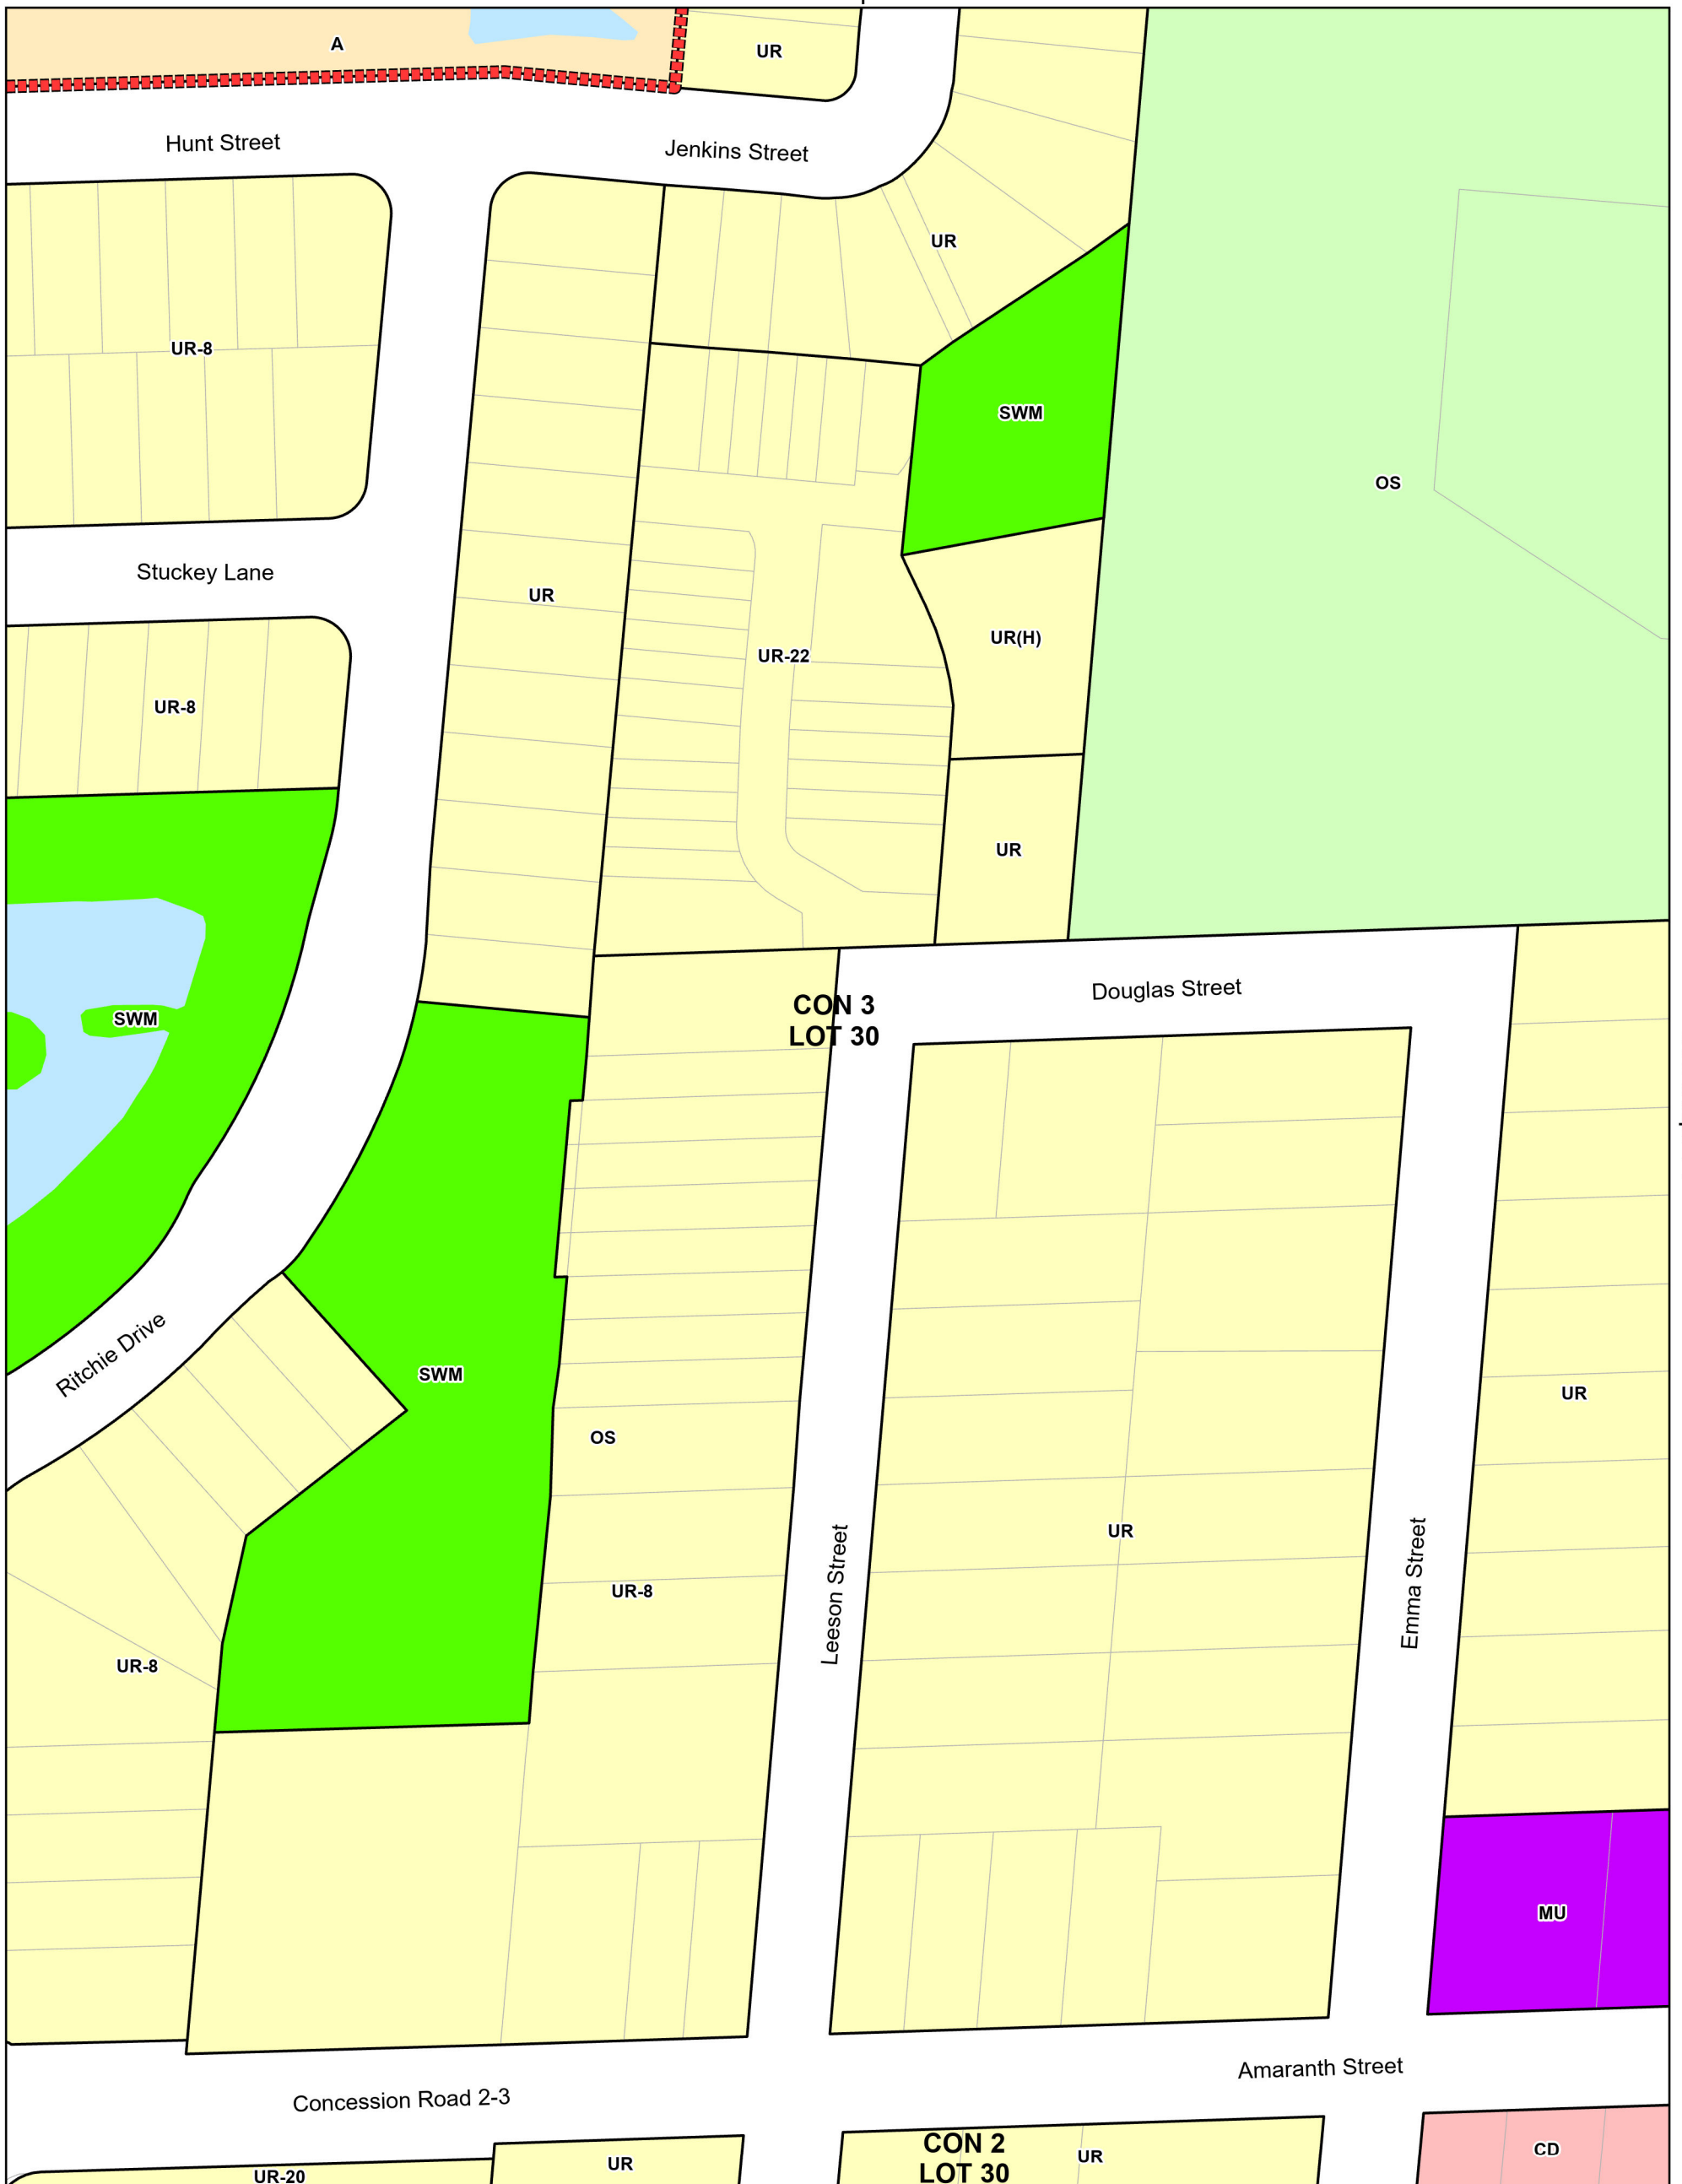 A
UR
Hunt Street
Jenkins Street
UR
UR-8
SWM
OS
Stuckey Lane
UR
UR(H)
UR-22
UR-8
UR
Douglas Street
CON 3
LOT 30
SWM
Ritchie Drive
SWM
UR
OS
UR
Leeson Street
Emma Street
UR-8
UR-8
MU
Amaranth Street
Concession Road 2-3
CON 2
LOT 30
UR
CD
UR
UR-20